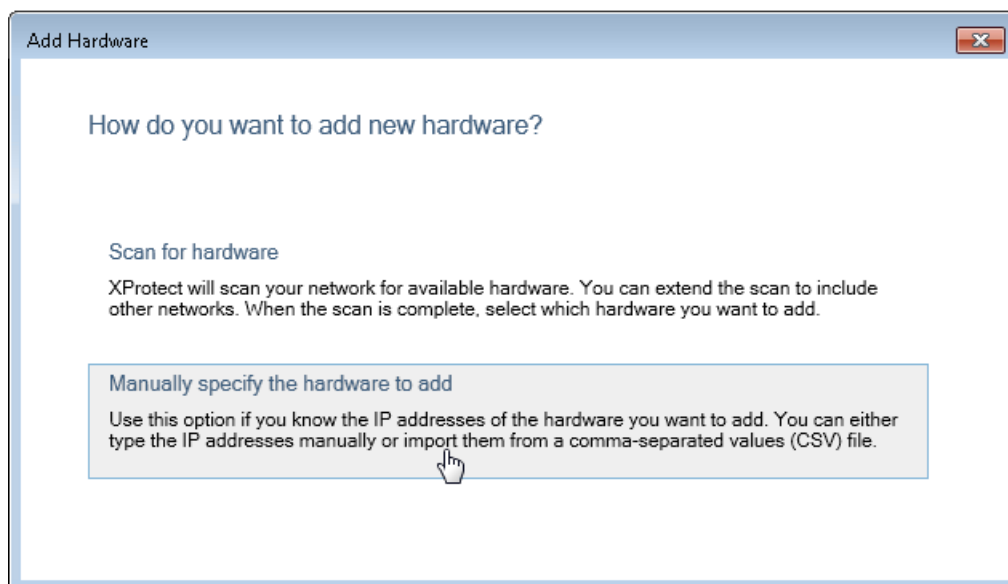 Add Hardware
How do you want to add new hardware?
Scan for hardware
XProtect will scan your network for available hardware. You can extend the scan to include
other networks. When the scan is complete, select which hardware you want to add.
Manually specify the hardware to add
Use this option if you know the IP addresses of the hardware you want to add. You can either
type the IP addresses manually or import them from a comma-separated values (CSV) file.